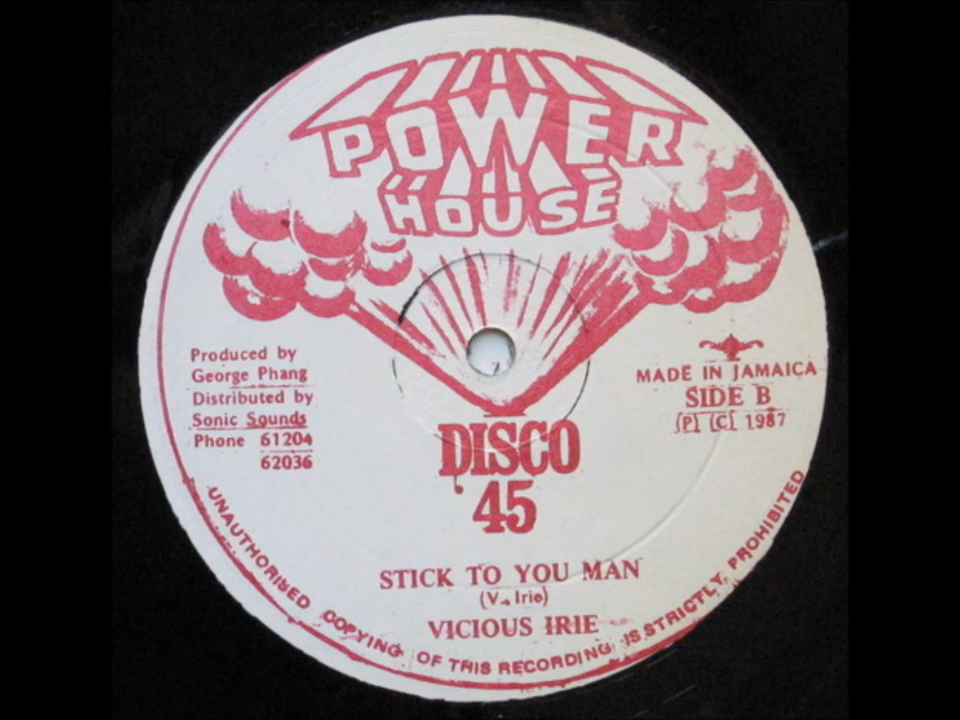 POWER
HOUSE
Produced by
George Phang
Distributed by
Sonic Sounds
Phone 61204
62036
MADE IN JAMAICA
SIDE B
(P) (C) 1987
DISCO
45
STICK TO YOU MAN
(V. Irie)
VICIOUS IRIE
UNAUTHORISED COPYING OF THIS RECORDING IS STRICTLY PROHIBITED